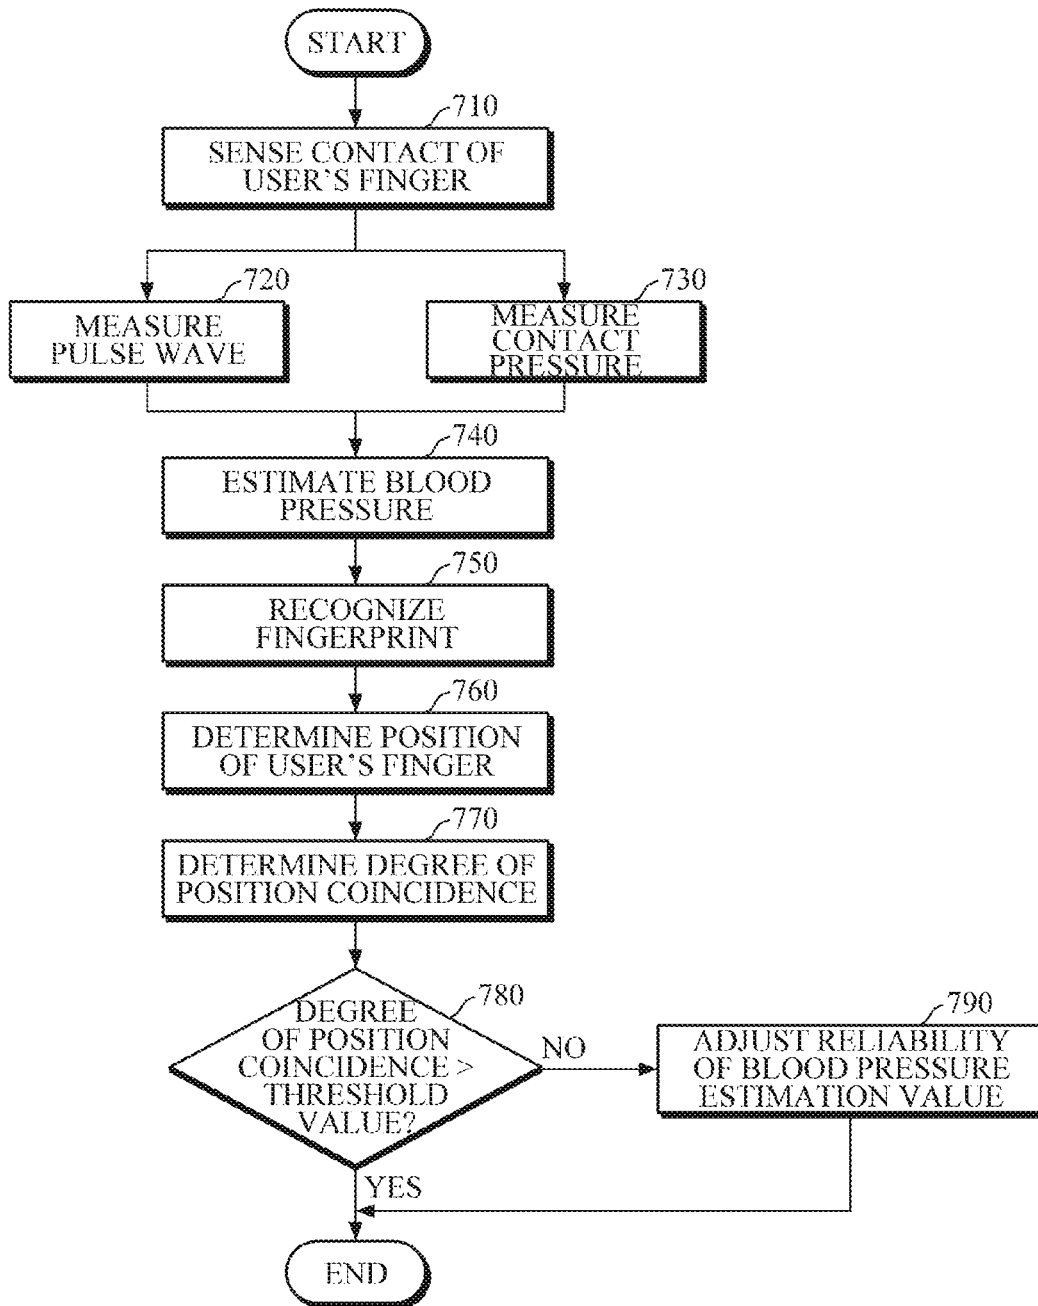 START
710
SENSE CONTACT OF
USER'S FINGER
720
MEASURE
PULSE WAVE
730
MEASURE
CONTACT
PRESSURE
740
ESTIMATE BLOOD
PRESSURE
750
RECOGNIZE
FINGERPRINT
760
DETERMINE POSITION
OF USER'S FINGER
770
DETERMINE DEGREE OF
POSITION COINCIDENCE
780
DEGREE
OF POSITION
COINCIDENCE >
THRESHOLD
VALUE?
NO
790
ADJUST RELIABILITY
OF BLOOD PRESSURE
ESTIMATION VALUE
YES
END